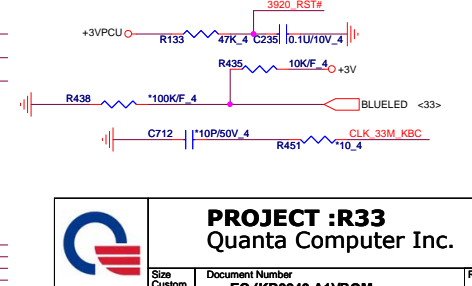 3920_RST#
+3VPCU
R133 47K_4 C235 0.1U/10V_4
R435 10K/F_4
+3V
R438 *100K/F_4
BLUELED <33>
C712 *10P/50V_4 CLK_33M_KBC
R451 *10_4
PROJECT :R33
Quanta Computer Inc.
Size Document Number
Custom